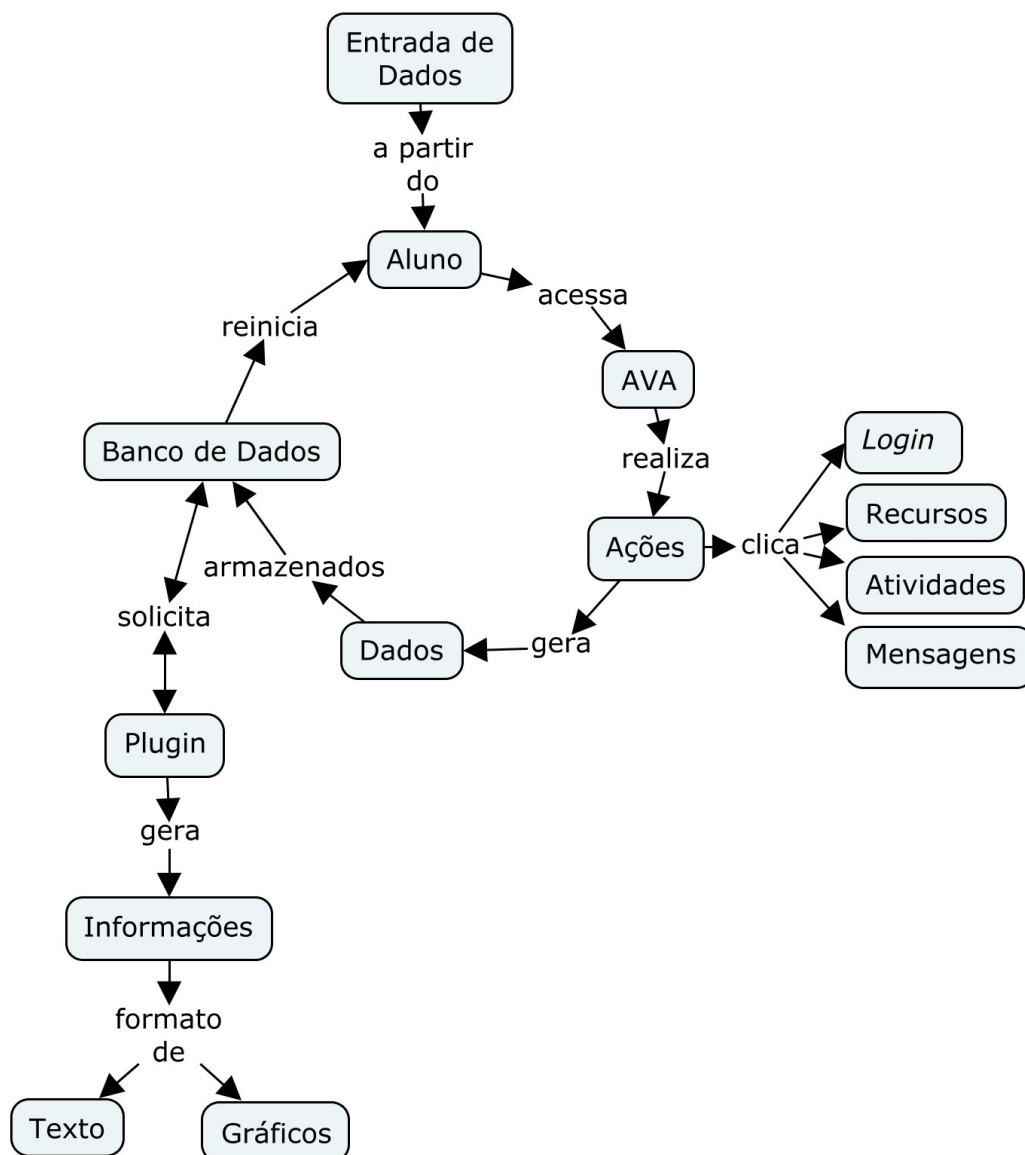 Entrada de
Dados
a partir
do
Aluno
acessa
reinicia
AVA
Banco de Dados
realiza
Login
Recursos
Ações
clica
armazenados
Atividades
solicita
Dados
gera
Mensagens
Plugin
gera
Informações
formato
de
Texto
Gráficos